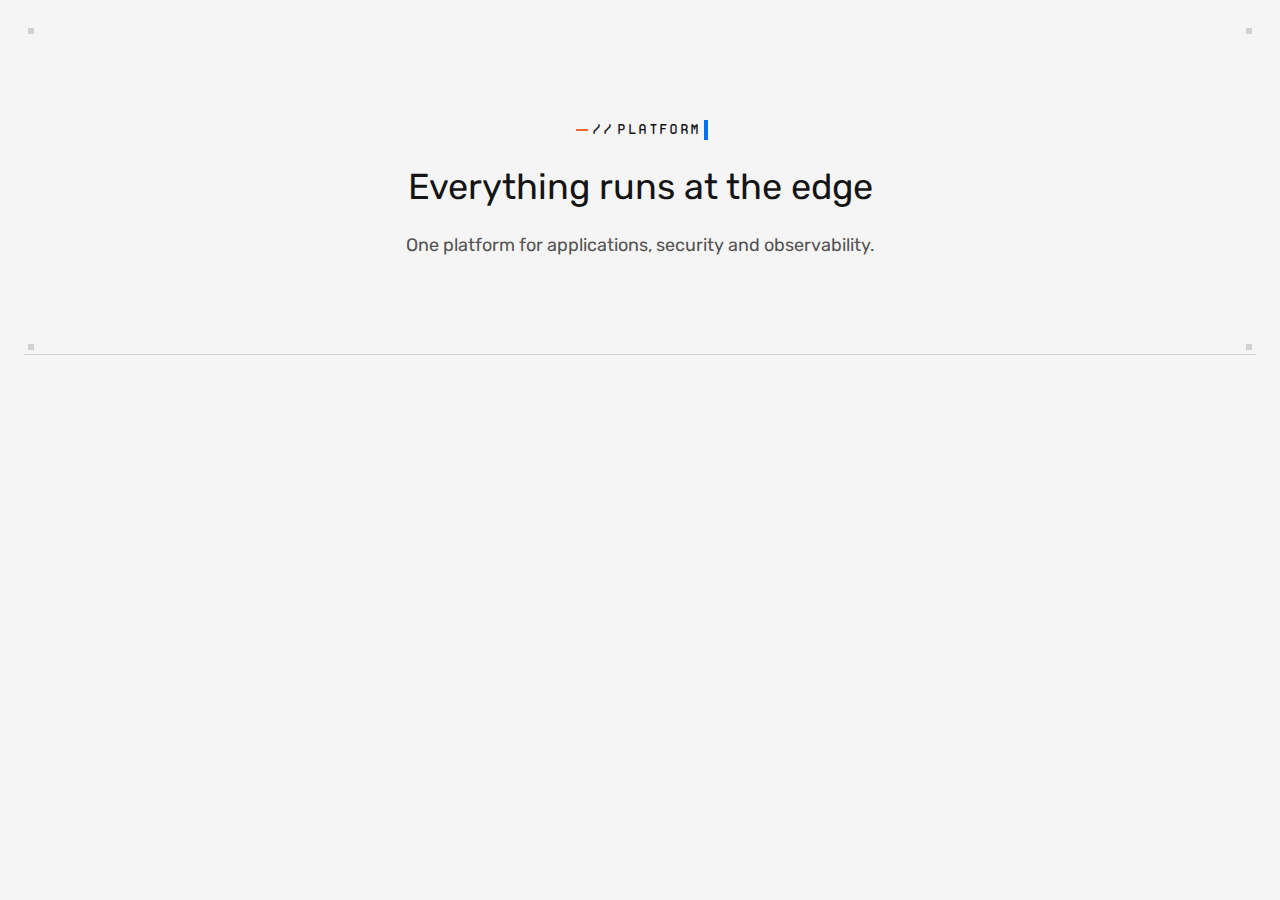 // PLATFORM
Everything runs at the edge
One platform for applications, security and observability.